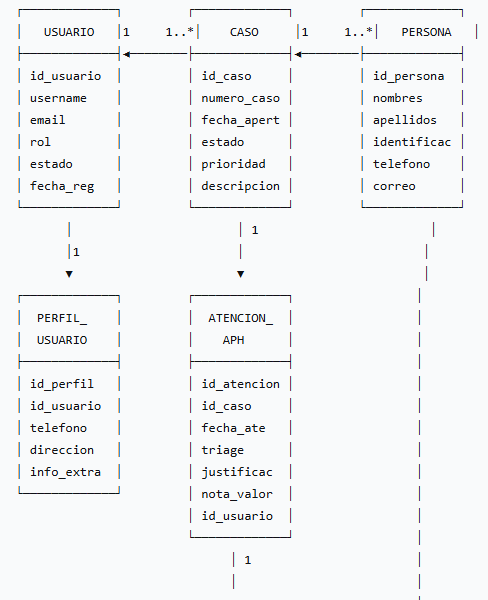 USUARIO 1 1..* CASO 1 1..* PERSONA
id_usuario id_caso id_persona
username numero_caso nombres
email fecha_apert apellidos
rol estado identificac
estado prioridad telefono
fecha_reg descripcion correo
1
1
PERFIL_ ATENCION_
USUARIO APH
id_perfil id_atencion
id_usuario id_caso
telefono fecha_ate
direccion triage
info_extra justificac
nota_valor
id_usuario
1